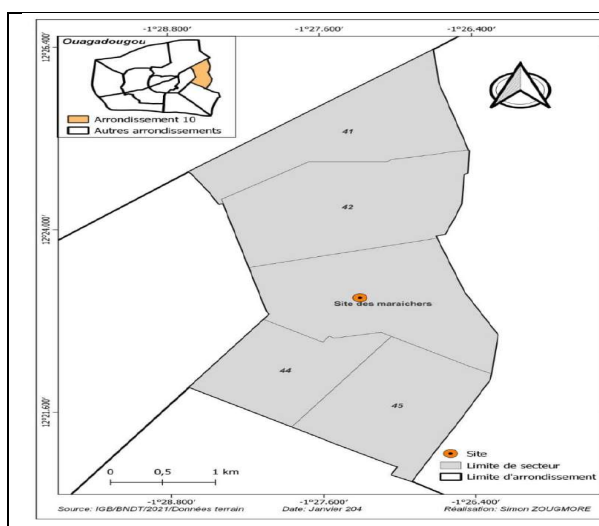 -1°28.800' -1°27.600' -1°26.400'
12°26.400'
Ouagadougou
Arrondissement 10
Autres arrondissements
41
42
12°24.000'
Site des maraichers
44
45
12°21.600'
0 0,5 1 km
Site
Limite de secteur
Limite d'arrondissement
-1°28.800' -1°27.600' -1°26.400'
Source: IGB/BNDT/2021/Données terrain Date: Janvier 204 Réalisation: Simon ZOUGMORE